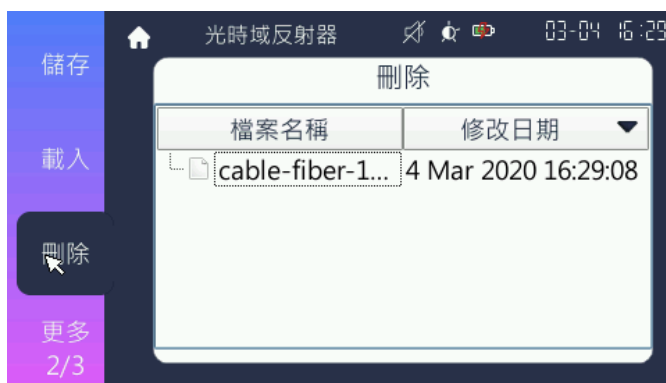 光時域反射器 03-04 16:29
儲存
載入
刪除
更多
2/3
刪除
檔案名稱 修改日期
cable-fiber-1... 4 Mar 2020 16:29:08